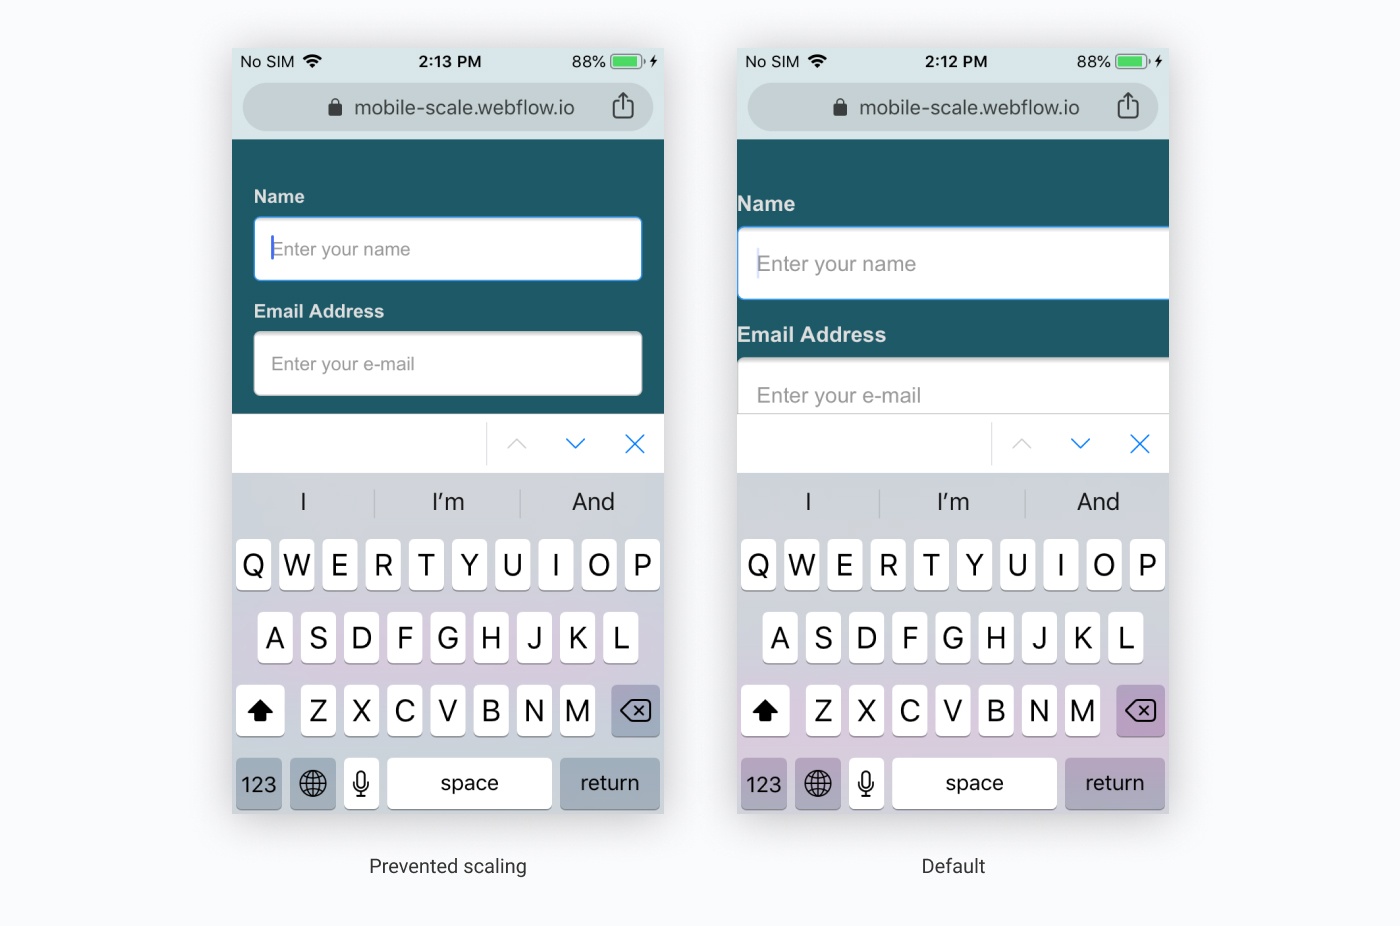 No SIM 2:13 PM 88%
mobile-scale.webflow.io
Name
Enter your name
Email Address
Enter your e-mail
I I’m And
Q W E R T Y U I O P
A S D F G H J K L
Z X C V B N M
123 space return
Prevented scaling
No SIM 2:12 PM 88%
mobile-scale.webflow.io
Name
Enter your name
Email Address
Enter your e-mail
I I’m And
Q W E R T Y U I O P
A S D F G H J K L
Z X C V B N M
123 space return
Default